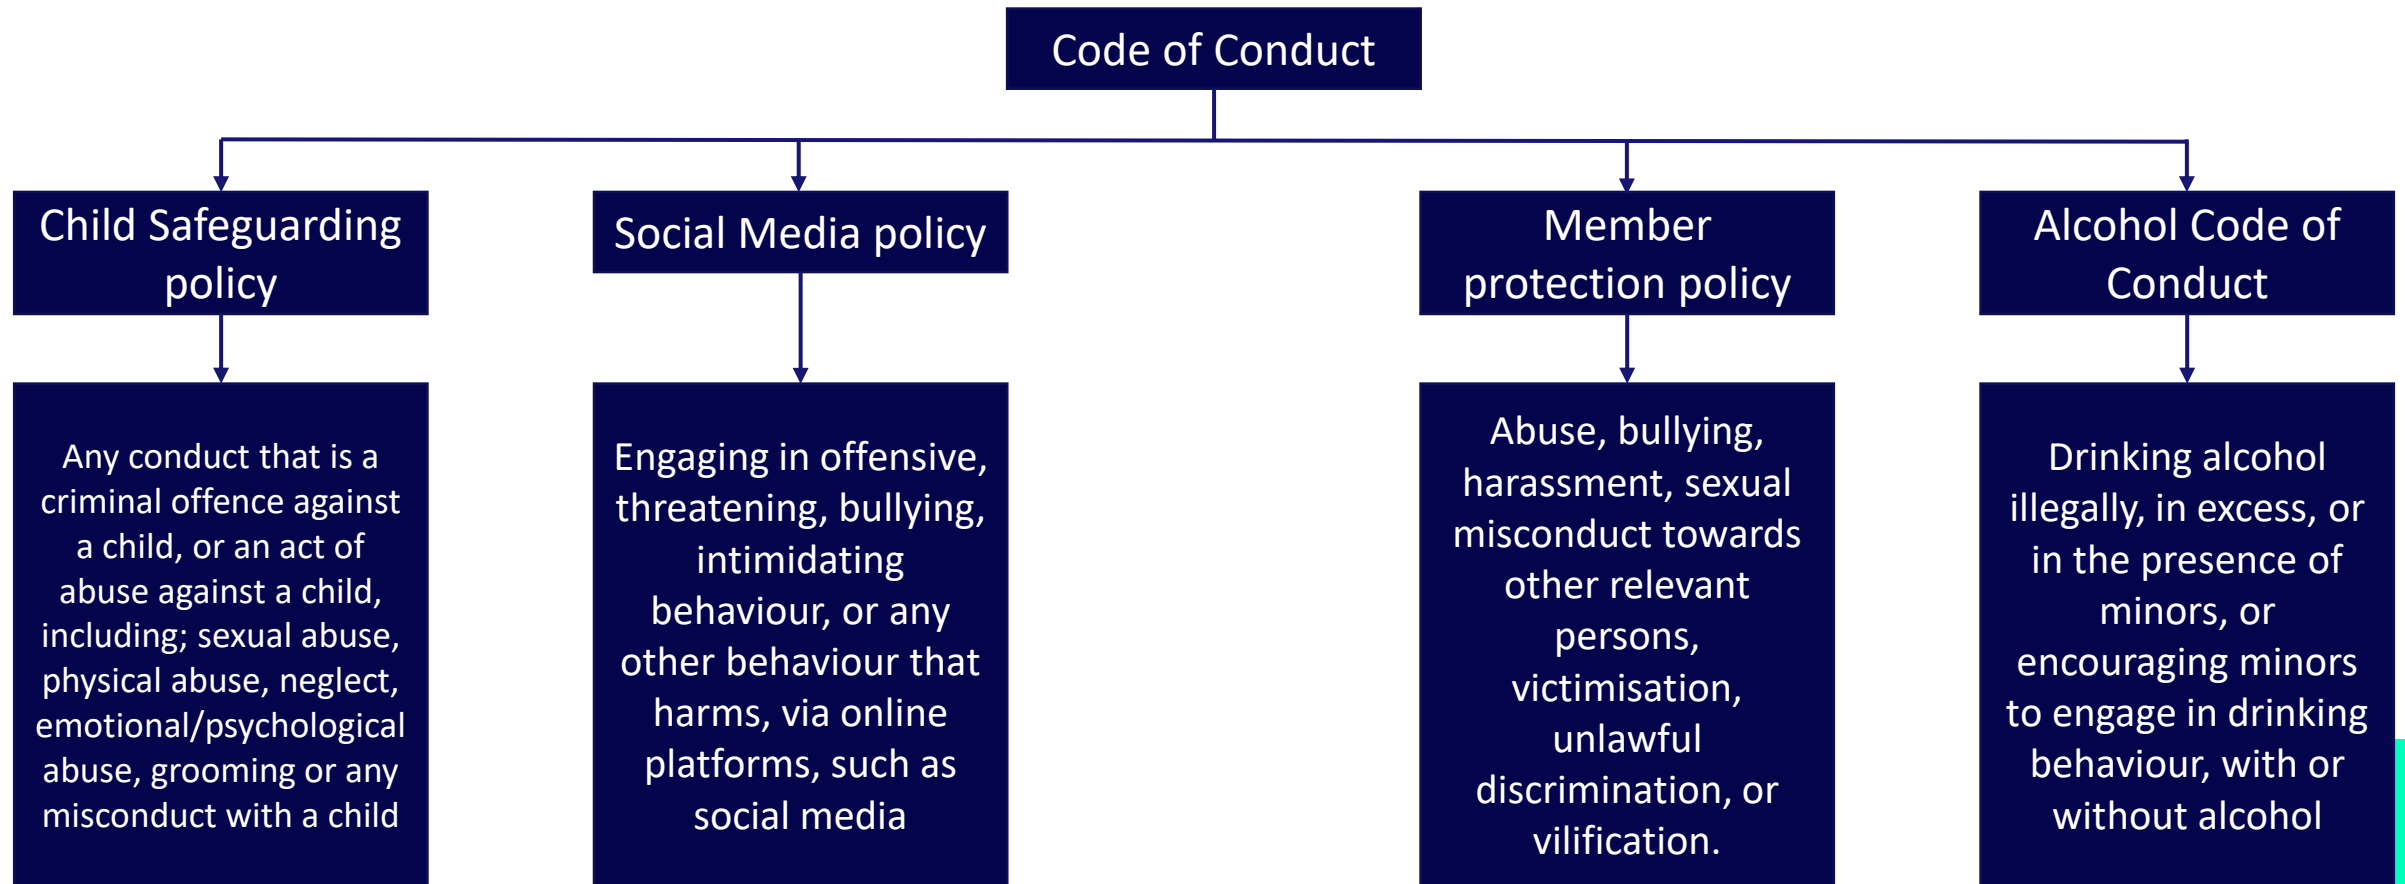 Code of Conduct
Child Safeguarding
policy
Social Media policy
Member
protection policy
Alcohol Code of
Conduct
Any conduct that is a
criminal offence against
a child, or an act of
abuse against a child,
including; sexual abuse,
physical abuse, neglect,
emotional/psychological
abuse, grooming or any
misconduct with a child
Engaging in offensive,
threatening, bullying,
intimidating
behaviour, or any
other behaviour that
harms, via online
platforms, such as
social media
Abuse, bullying,
harassment, sexual
misconduct towards
other relevant
persons,
victimisation,
unlawful
discrimination, or
vilification.
Drinking alcohol
illegally, in excess, or
in the presence of
minors, or
encouraging minors
to engage in drinking
behaviour, with or
without alcohol